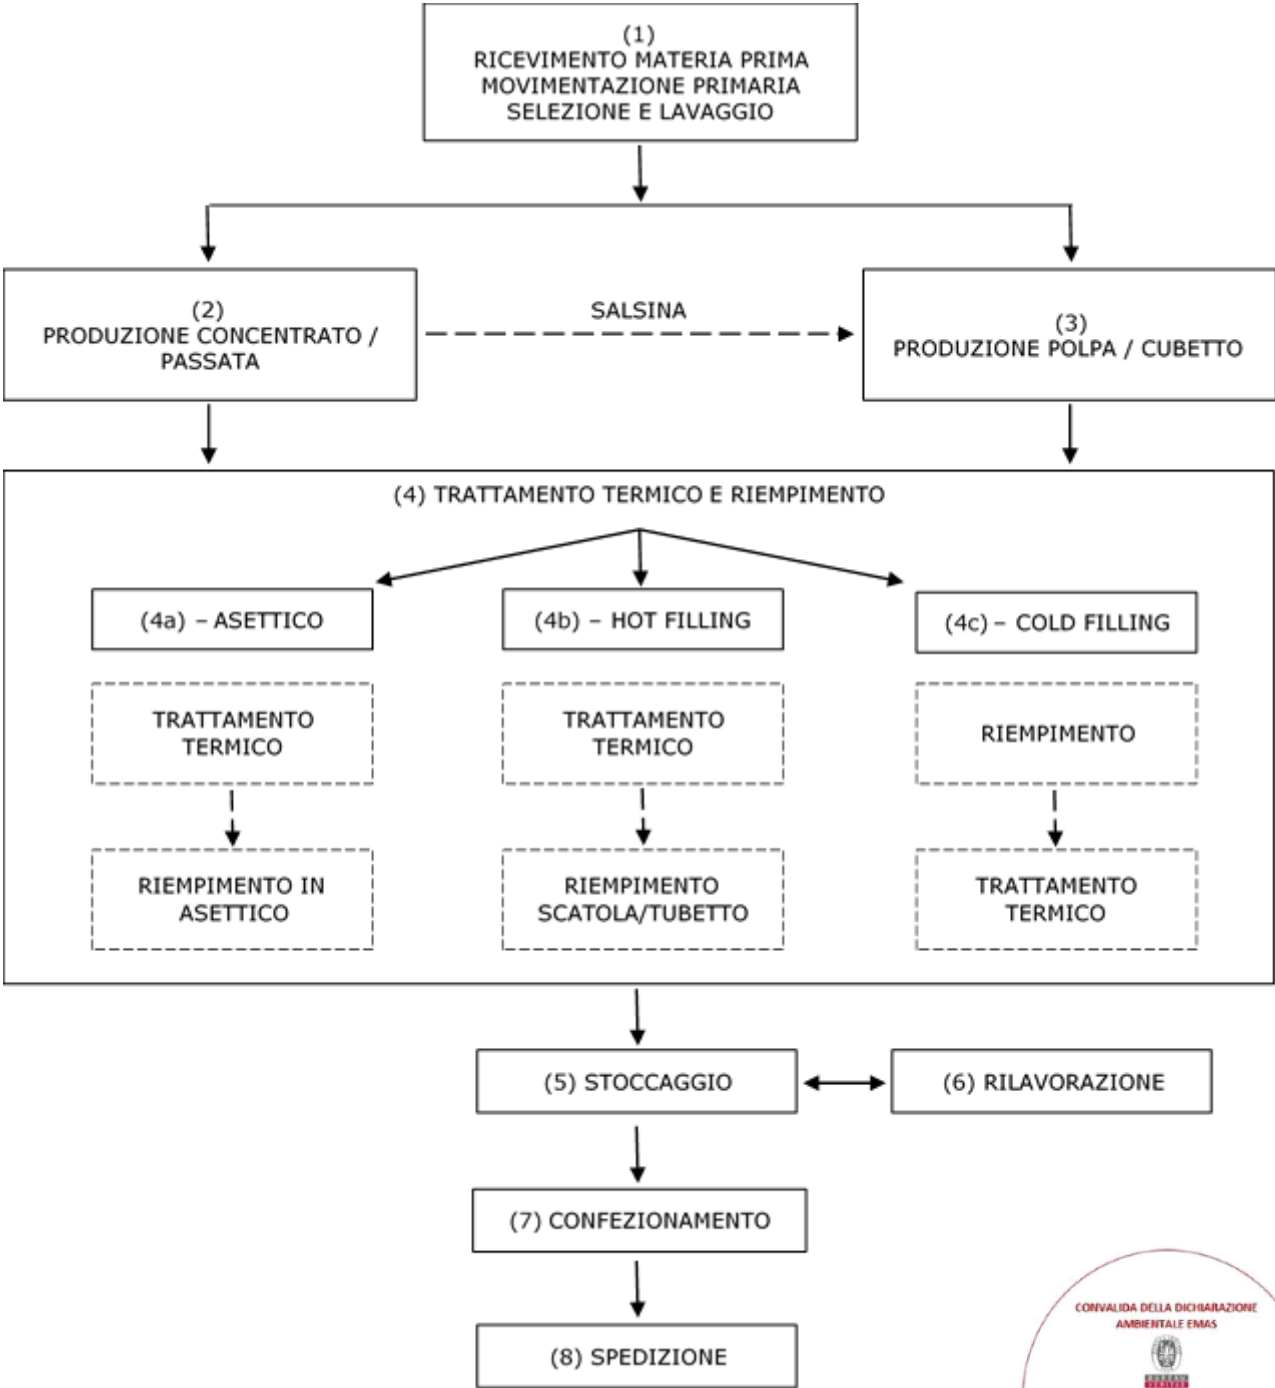 (1)
RICEVIMENTO MATERIA PRIMA
MOVIMENTAZIONE PRIMARIA
SELEZIONE E LAVAGGIO
(2)
PRODUZIONE CONCENTRATO /
PASSATA
SALSINA
(3)
PRODUZIONE POLPA / CUBETTO
(4) TRATTAMENTO TERMICO E RIEMPIMENTO
(4a) – ASETTICO
(4b) – HOT FILLING
(4c) – COLD FILLING
TRATTAMENTO
TERMICO
TRATTAMENTO
TERMICO
RIEMPIMENTO
RIEMPIMENTO IN
ASETTICO
RIEMPIMENTO
SCATOLA/TUBETTO
TRATTAMENTO
TERMICO
(5) STOCCAGGIO
(6) RILAVORAZIONE
(7) CONFEZIONAMENTO
(8) SPEDIZIONE
CONVALIDA DELLA DICHIARAZIONE
AMBIENTALE EMAS
BUREAU
VERITAS